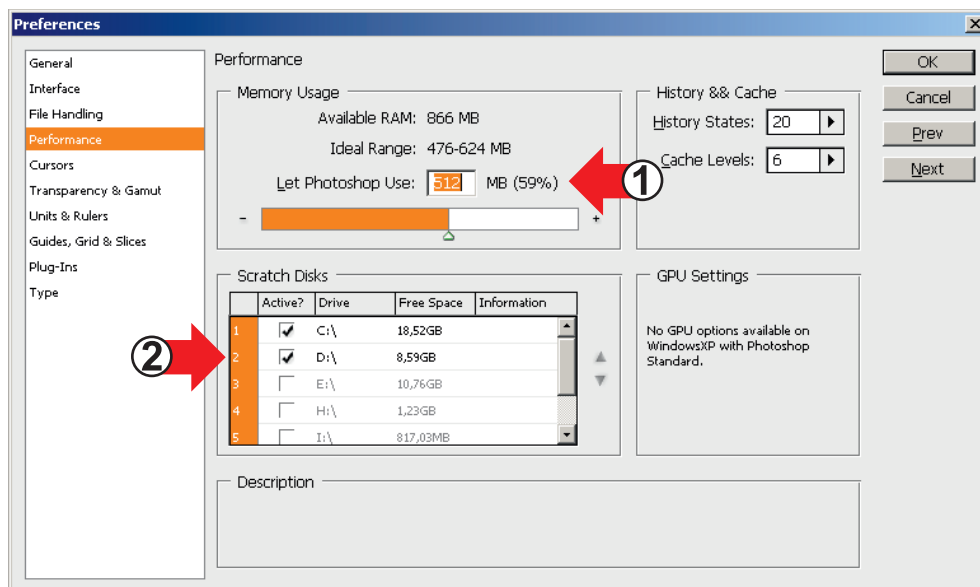 Preferences
General
Interface
File Handling
Performance
Cursors
Transparency & Gamut
Units & Rulers
Guides, Grid & Slices
Plug-Ins
Type
Performance
Memory Usage
Available RAM: 866 MB
Ideal Range: 476-624 MB
Let Photoshop Use: 512 MB (59%)
- +
1
History && Cache
History States: 20
Cache Levels: 6
OK
Cancel
Prev
Next
Scratch Disks
Active? Drive Free Space Information
1 C:\ 18,52GB
2 D:\ 8,59GB
3 E:\ 10,76GB
4 H:\ 1,23GB
5 I:\ 817,03MB
2
GPU Settings
No GPU options available on
WindowsXP with Photoshop
Standard.
Description